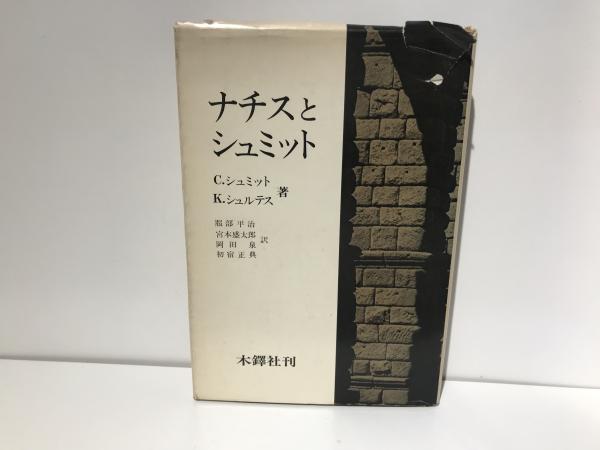 ナチスと
シュミット
C.シュミット
K.シュルテス 著
服部平治
宮本盛太郎
岡田泉
初宿正典
訳
木鐸社刊